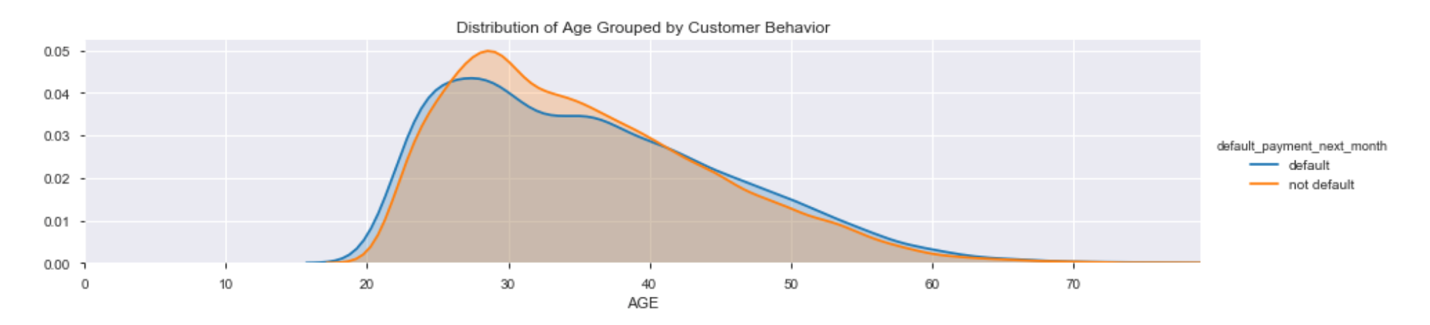 Distribution of Age Grouped by Customer Behavior
0.05
0.04
0.03
0.02
0.01
0.00
0 10 20 30 40 50 60 70
AGE
default_payment_next_month
default
not default